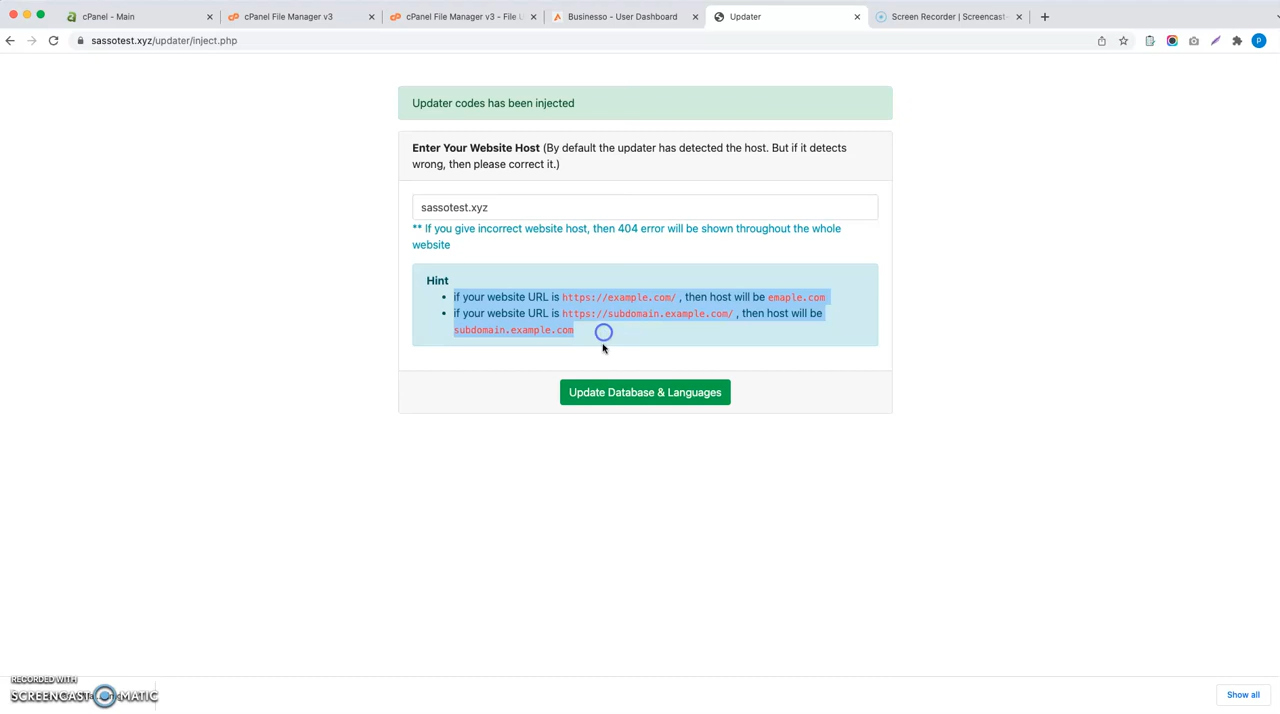 cPanel - Main
cPanel File Manager v3
cPanel File Manager v3 - File U
Businesso - User Dashboard
Updater
Screen Recorder | Screencast-
sassotest.xyz/updater/inject.php
P
Updater codes has been injected
Enter Your Website Host (By default the updater has detected the host. But if it detects
wrong, then please correct it.)
sassotest.xyz
** If you give incorrect website host, then 404 error will be shown throughout the whole
website
Hint
• if your website URL is https://example.com/ , then host will be emaple.com
• if your website URL is https://subdomain.example.com/ , then host will be
subdomain.example.com
Update Database & Languages
RECORDED WITH
SCREENCAST MATIC
Show all